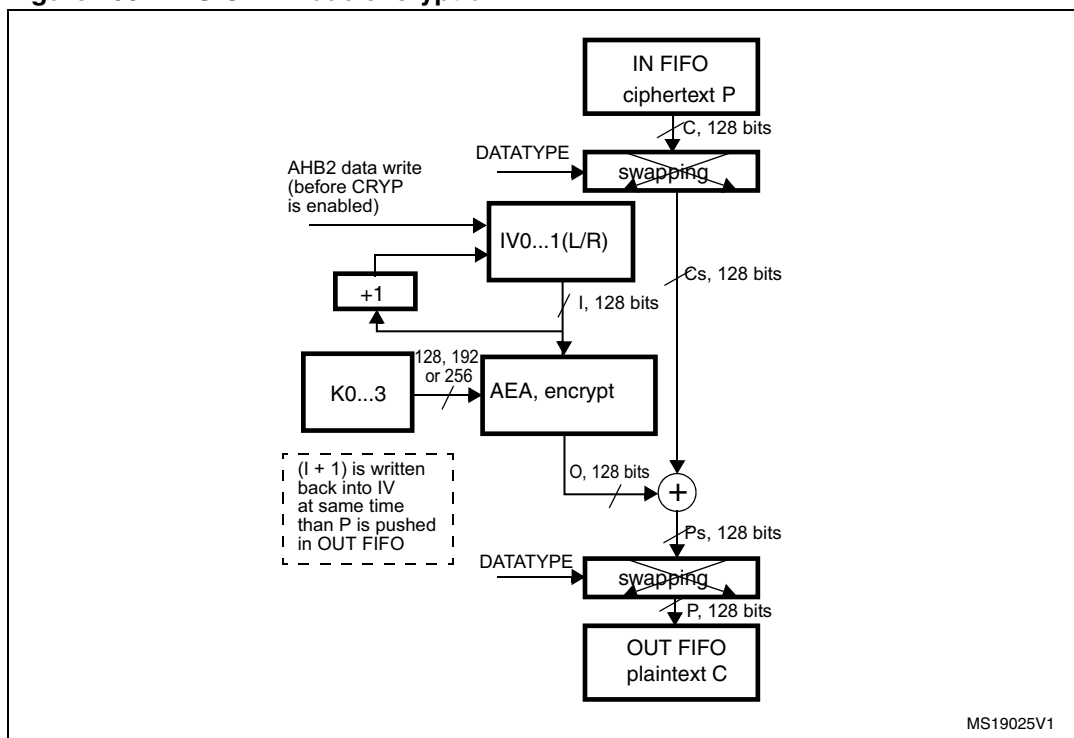 IN FIFO
ciphertext P
C, 128 bits
DATATYPE
swapping
AHB2 data write
(before CRYP
is enabled)
IV0...1(L/R)
Cs, 128 bits
+1
I, 128 bits
128, 192
or 256
K0...3
AEA, encrypt
(I + 1) is written
back into IV
at same time
than P is pushed
in OUT FIFO
O, 128 bits
+
Ps, 128 bits
DATATYPE
swapping
P, 128 bits
OUT FIFO
plaintext C
MS19025V1